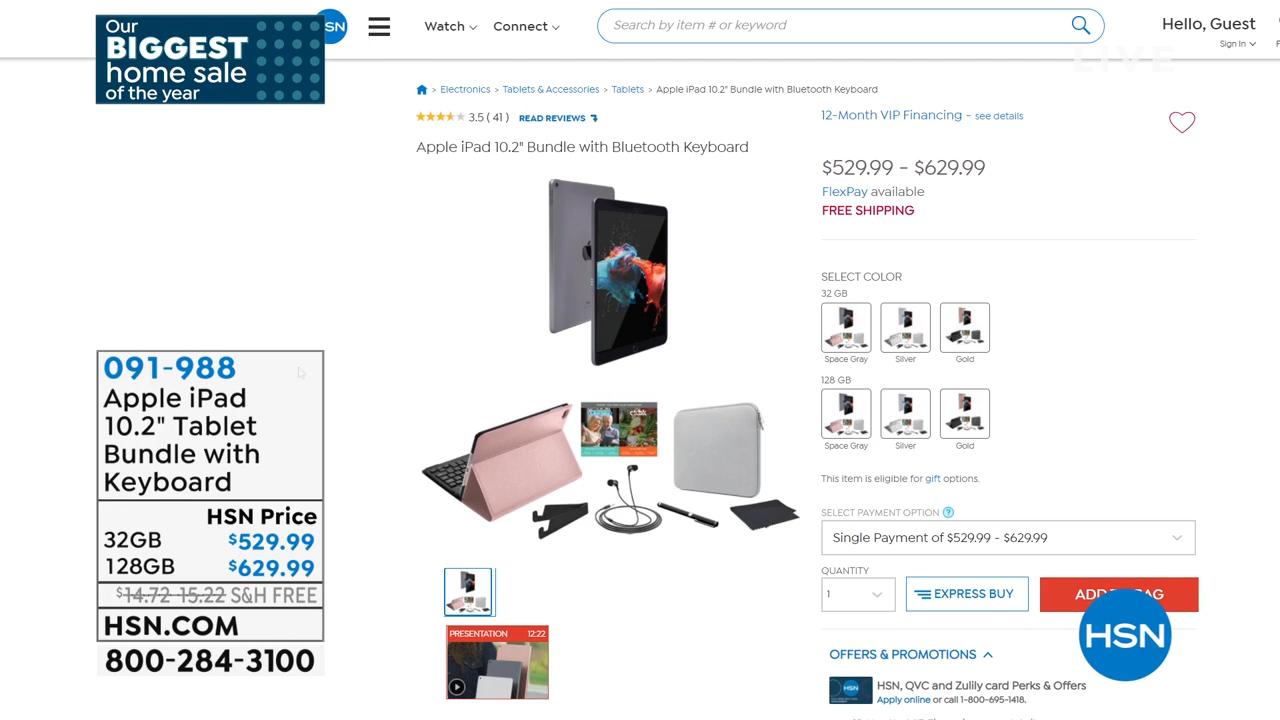 Our
BIGGEST
home sale
of the year
SN
Watch
Connect
Search by item # or keyword
Hello, Guest
Sign In
LIVE
Electronics > Tablets & Accessories > Tablets > Apple iPad 10.2" Bundle with Bluetooth Keyboard
3.5 ( 41 ) READ REVIEWS
Apple iPad 10.2" Bundle with Bluetooth Keyboard
12-Month VIP Financing - see details
$529.99 - $629.99
FlexPay available
FREE SHIPPING
SELECT COLOR
32 GB
Space Gray Silver Gold
128 GB
Space Gray Silver Gold
This item is eligible for gift options.
SELECT PAYMENT OPTION ?
Single Payment of $529.99 - $629.99
QUANTITY
1
EXPRESS BUY
HSN
OFFERS & PROMOTIONS
HSN
HSN, QVC and Zulily card Perks & Offers
Apply online or call 1-800-695-1418.
091-988
Apple iPad
10.2" Tablet
Bundle with
Keyboard
HSN Price
32GB $529.99
128GB $629.99
$14.72-15.22 S&H FREE
HSN.COM
800-284-3100
PRESENTATION 12:22